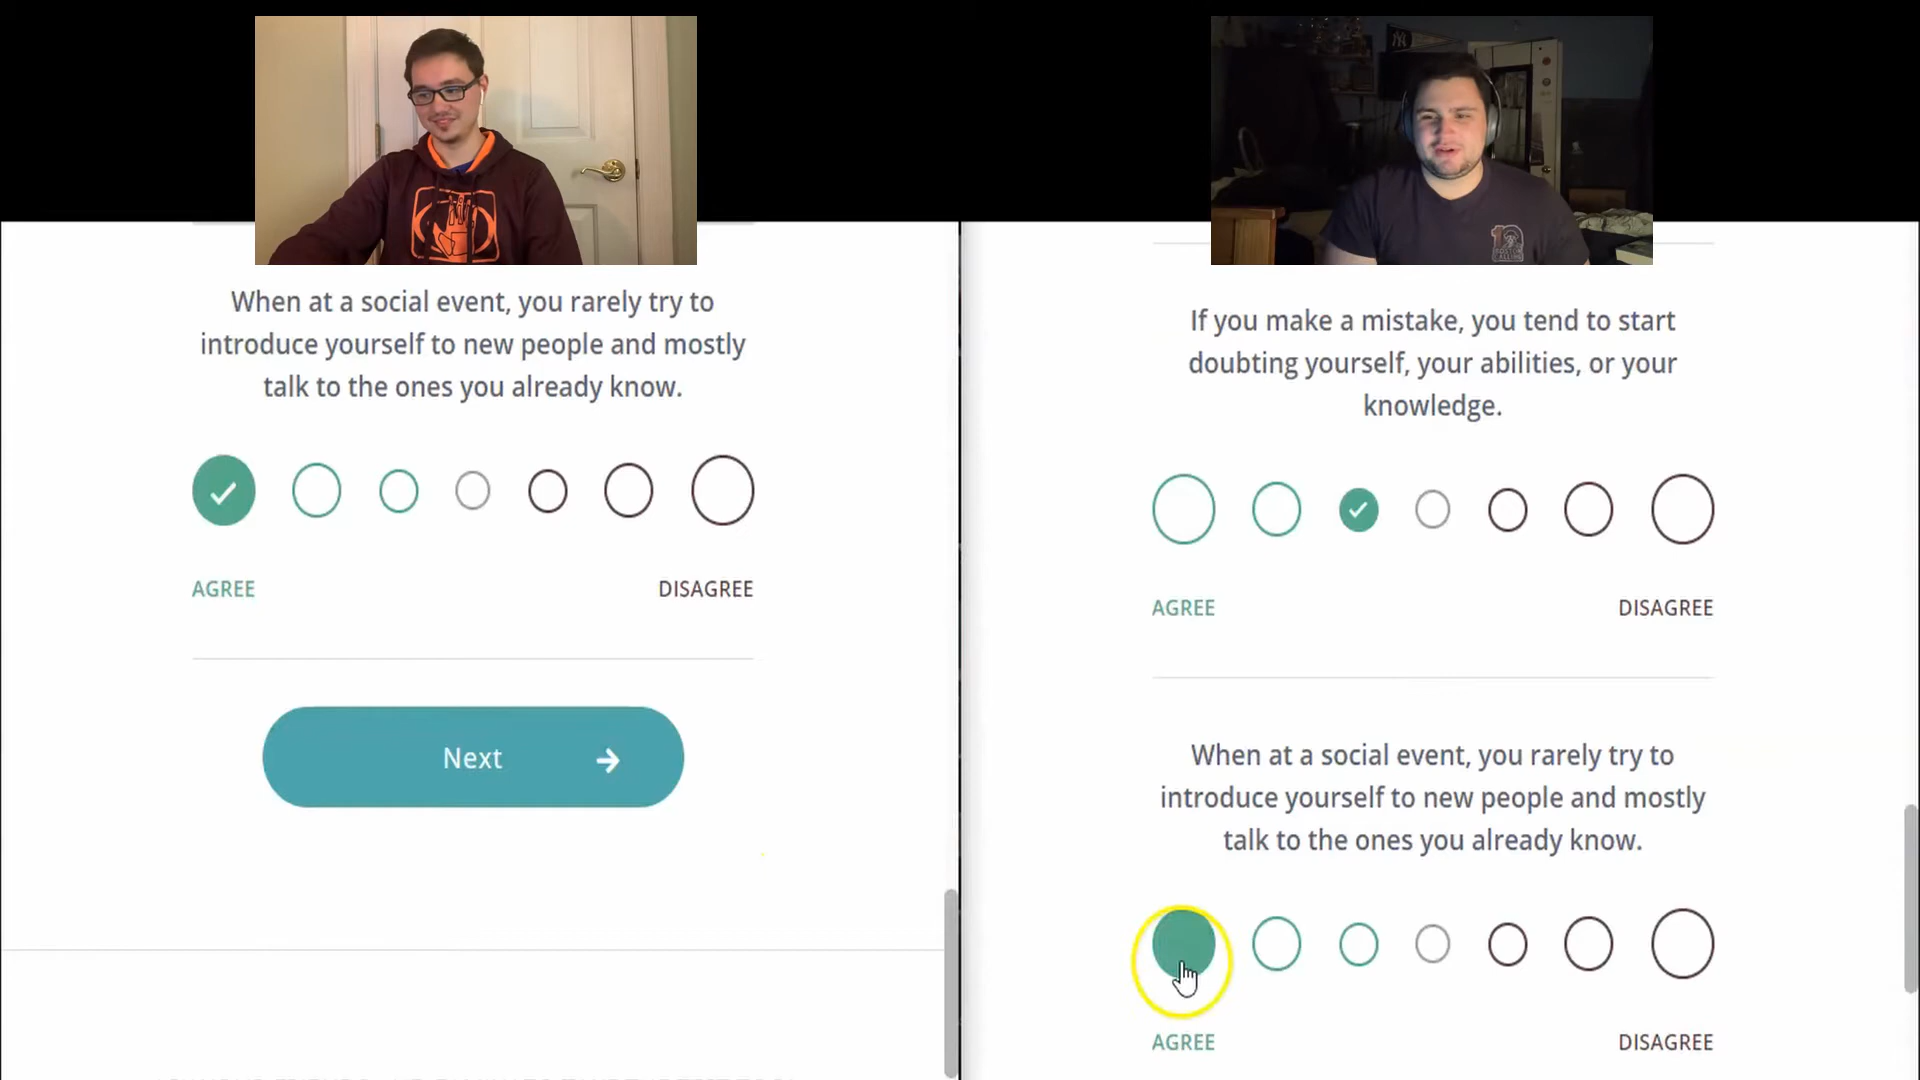 When at a social event, you rarely try to
introduce yourself to new people and mostly
talk to the ones you already know.
AGREE
DISAGREE
Next
If you make a mistake, you tend to start
doubting yourself, your abilities, or your
knowledge.
AGREE
DISAGREE
When at a social event, you rarely try to
introduce yourself to new people and mostly
talk to the ones you already know.
AGREE
DISAGREE